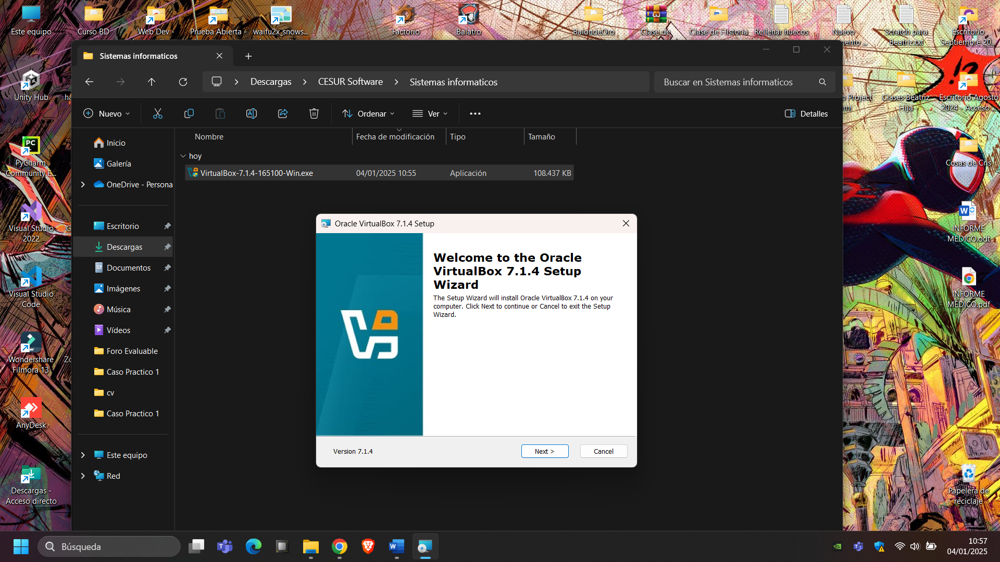 Este equipo
Curso BD
Web Dev -
Prueba Abierta -
waifu2x_snows...
Factorio
Balatro
BalondeOro
Clase de
Clase de Historia
Rellenar huecos
Nuevo
Scratch para
Beatriz.txt
Escritorio
Septiembre 20...
Sistemas informaticos
Descargas
CESUR Software
Sistemas informaticos
Buscar en Sistemas informaticos
Nuevo
Ordenar
Ver
Detalles
Nombre
Fecha de modificación
Tipo
Tamaño
hoy
VirtualBox-7.1.4-165100-Win.exe
04/01/2025 10:55
Aplicación
108.437 KB
Inicio
Galería
OneDrive - Persona
Escritorio
Descargas
Documentos
Imágenes
Música
Vídeos
Foro Evaluable
Caso Practico 1
cv
Caso Practico 1
Este equipo
Red
Oracle VirtualBox 7.1.4 Setup
Welcome to the Oracle
VirtualBox 7.1.4 Setup
Wizard
The Setup Wizard will install Oracle VirtualBox 7.1.4 on your
computer. Click Next to continue or Cancel to exit the Setup
Wizard.
Version 7.1.4
Next >
Cancel
Unity Hub
PC
PyCharm
Community E...
Visual Studio
2022
Visual Studio
Code
Wondershare
Filmora 13
AnyDesk
Descargas -
Acceso directo
Project
Clases Beatriz
Hija
Escritorio Agosto
2024 - Acceso ...
Cosas de Cris
INFORME
MÉDICO.odt
INFORME
MÉDICO.pdf
Papelera de
reciclaje
Búsqueda
10:57
04/01/2025